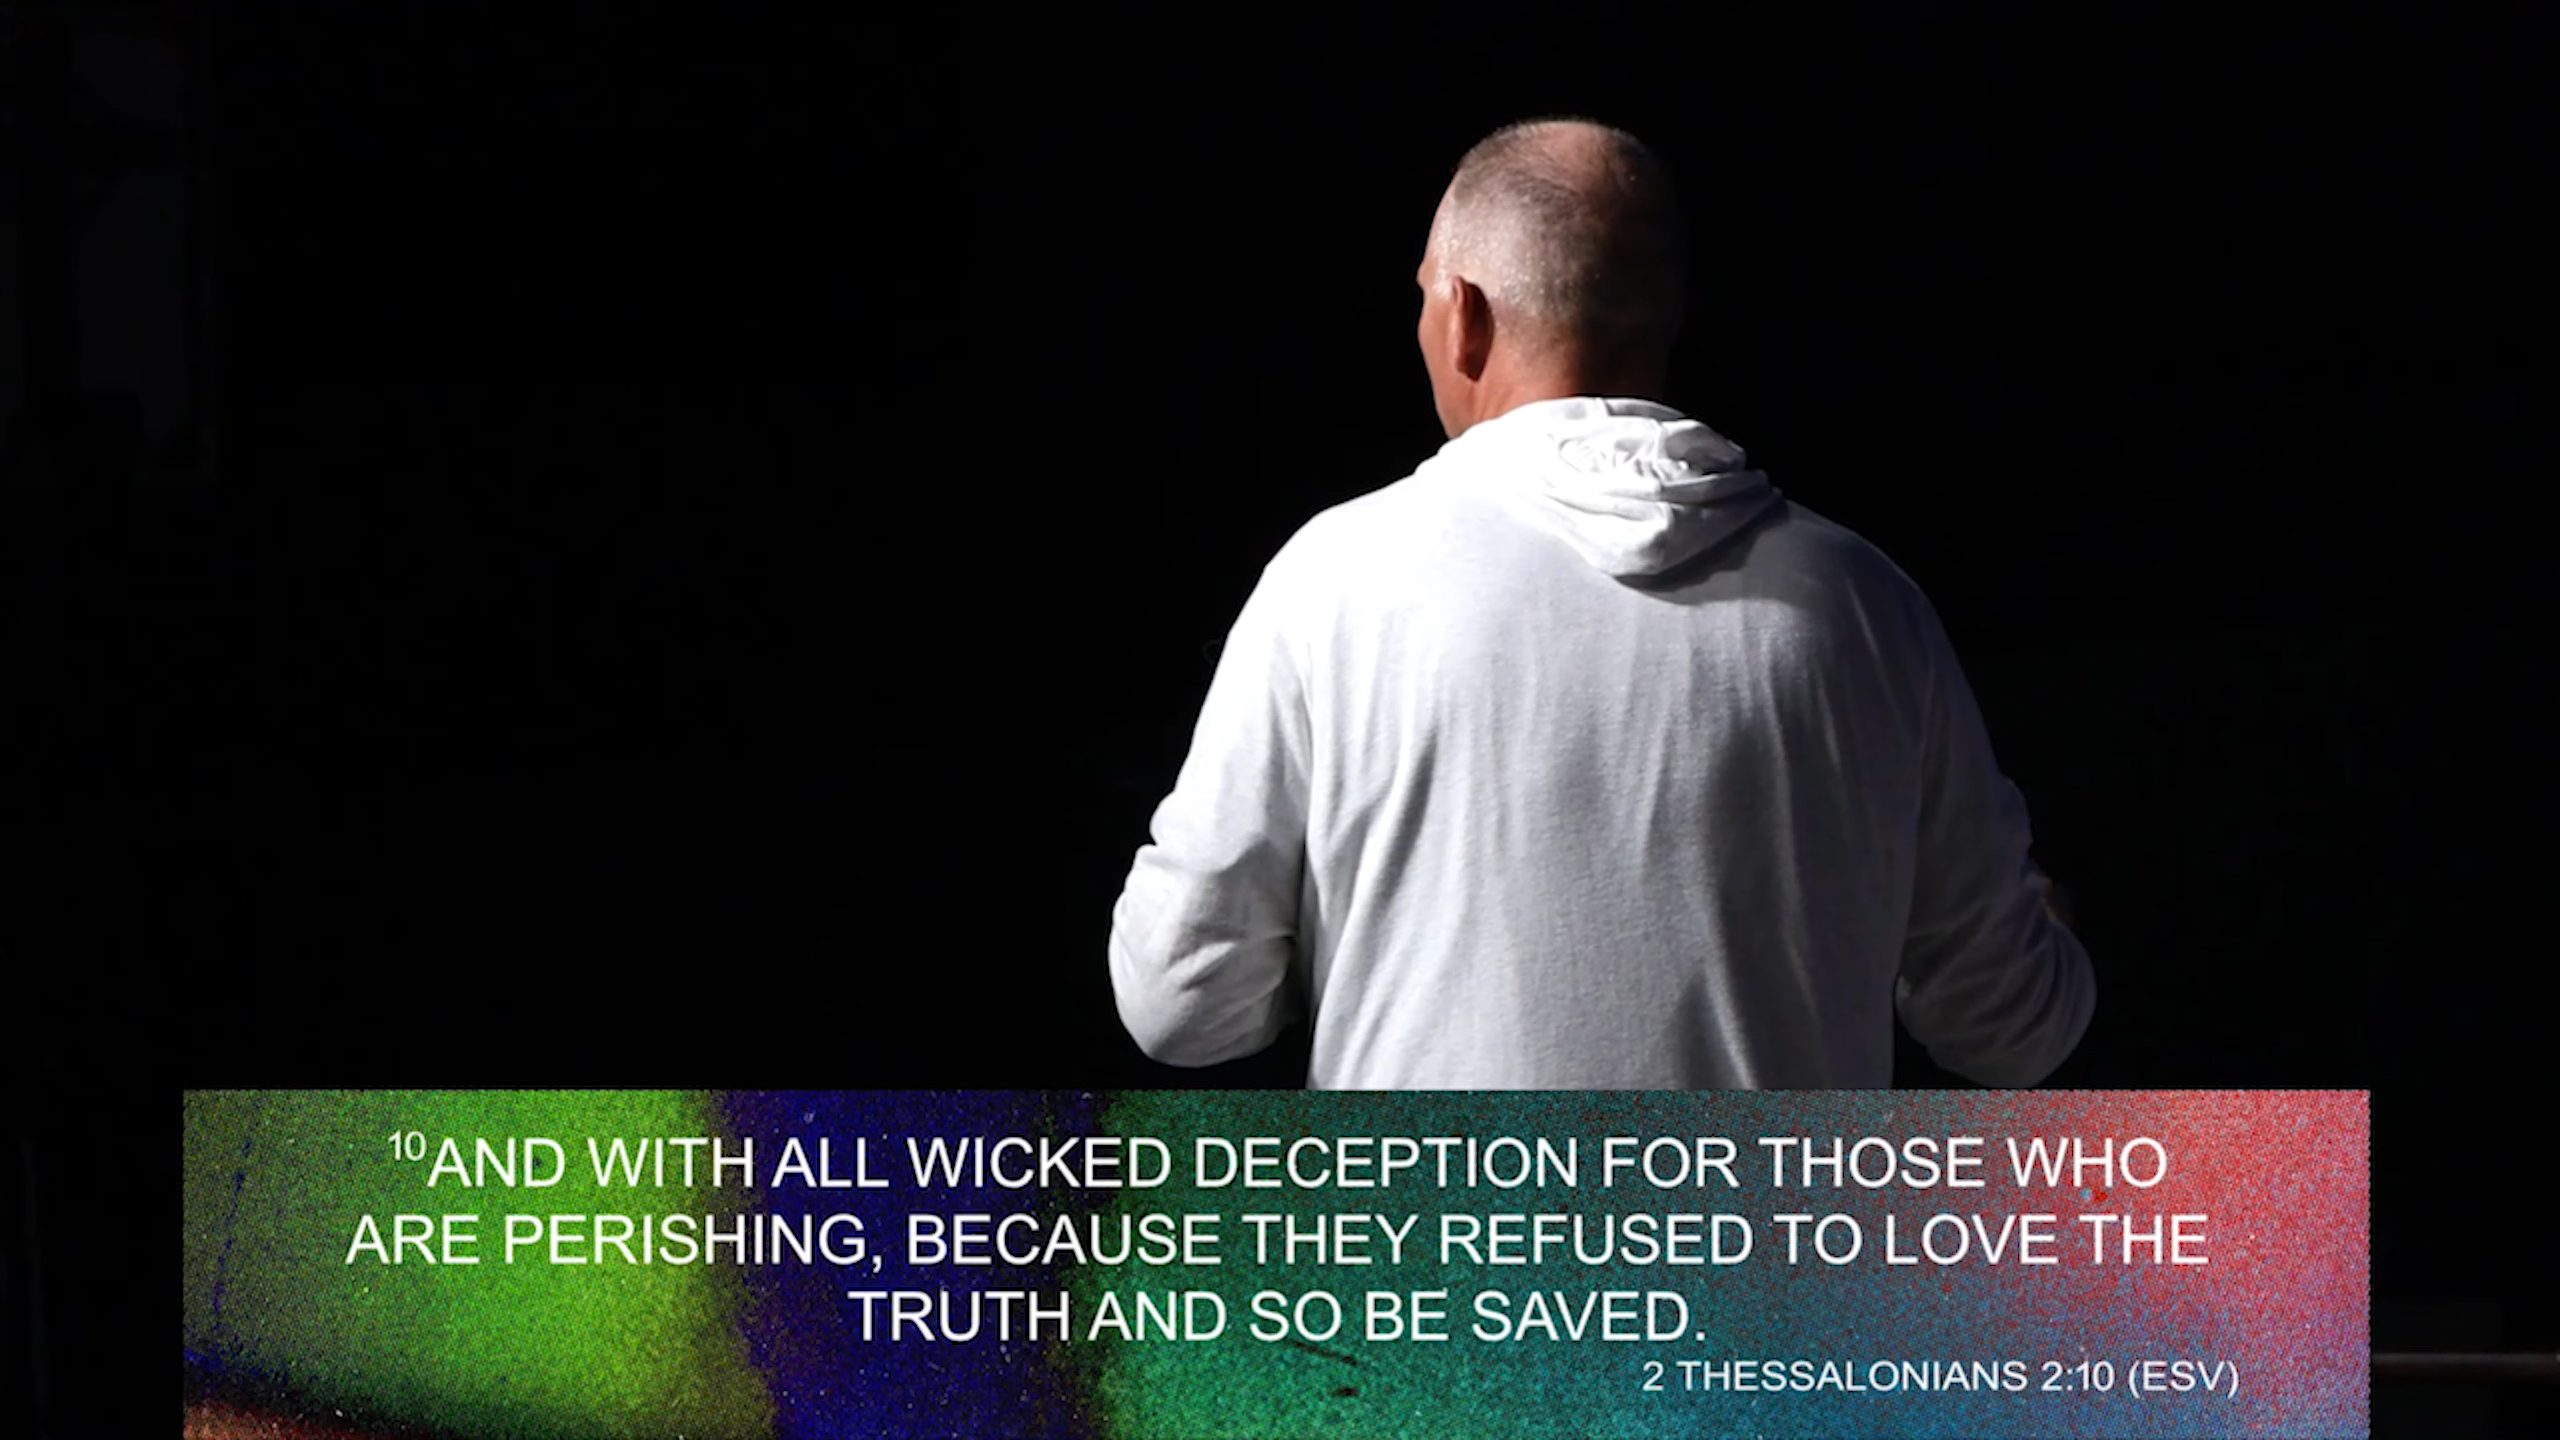 10AND WITH ALL WICKED DECEPTION FOR THOSE WHO
ARE PERISHING, BECAUSE THEY REFUSED TO LOVE THE
TRUTH AND SO BE SAVED.
2 THESSALONIANS 2:10 (ESV)